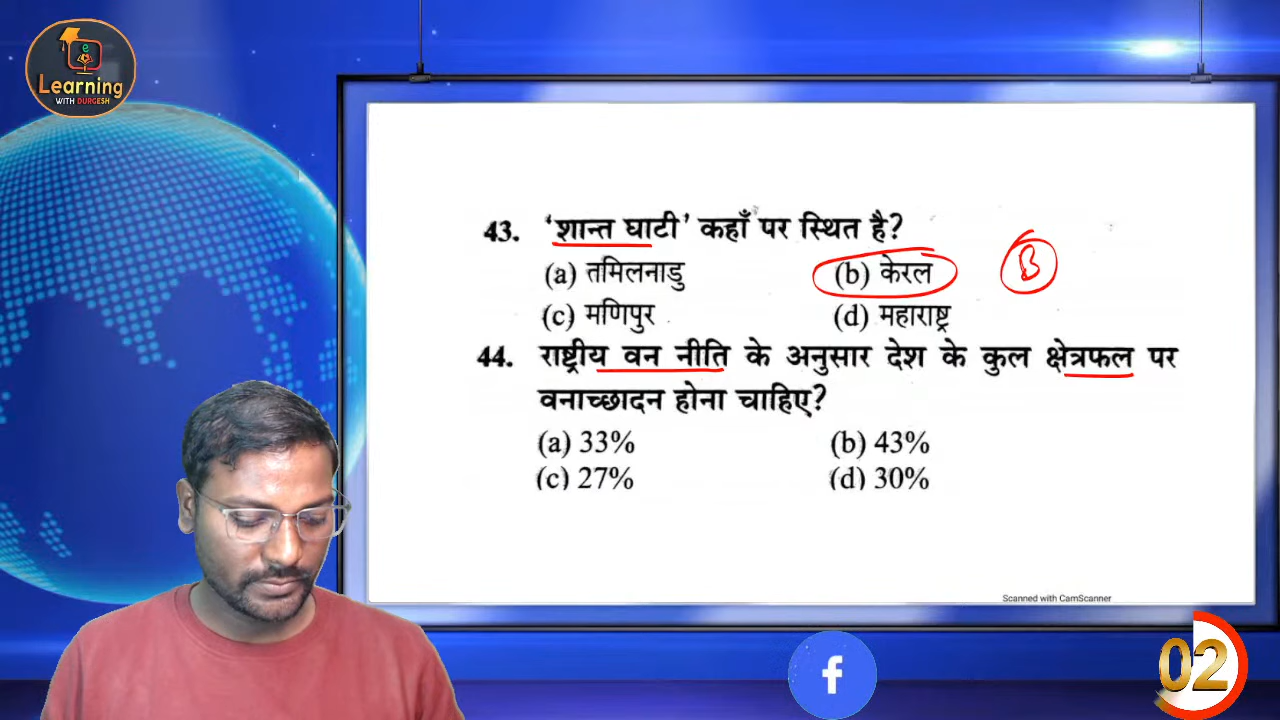 e
Learning
WITH DURGESH
43. 'शान्त घाटी' कहाँ पर स्थित है?
(a) तमिलनाडु (b) केरल B
(c) मणिपुर (d) महाराष्ट्र
44. राष्ट्रीय वन नीति के अनुसार देश के कुल क्षेत्रफल पर
वनाच्छादन होना चाहिए?
(a) 33% (b) 43%
(c) 27% (d) 30%
Scanned with CamScanner
f
02